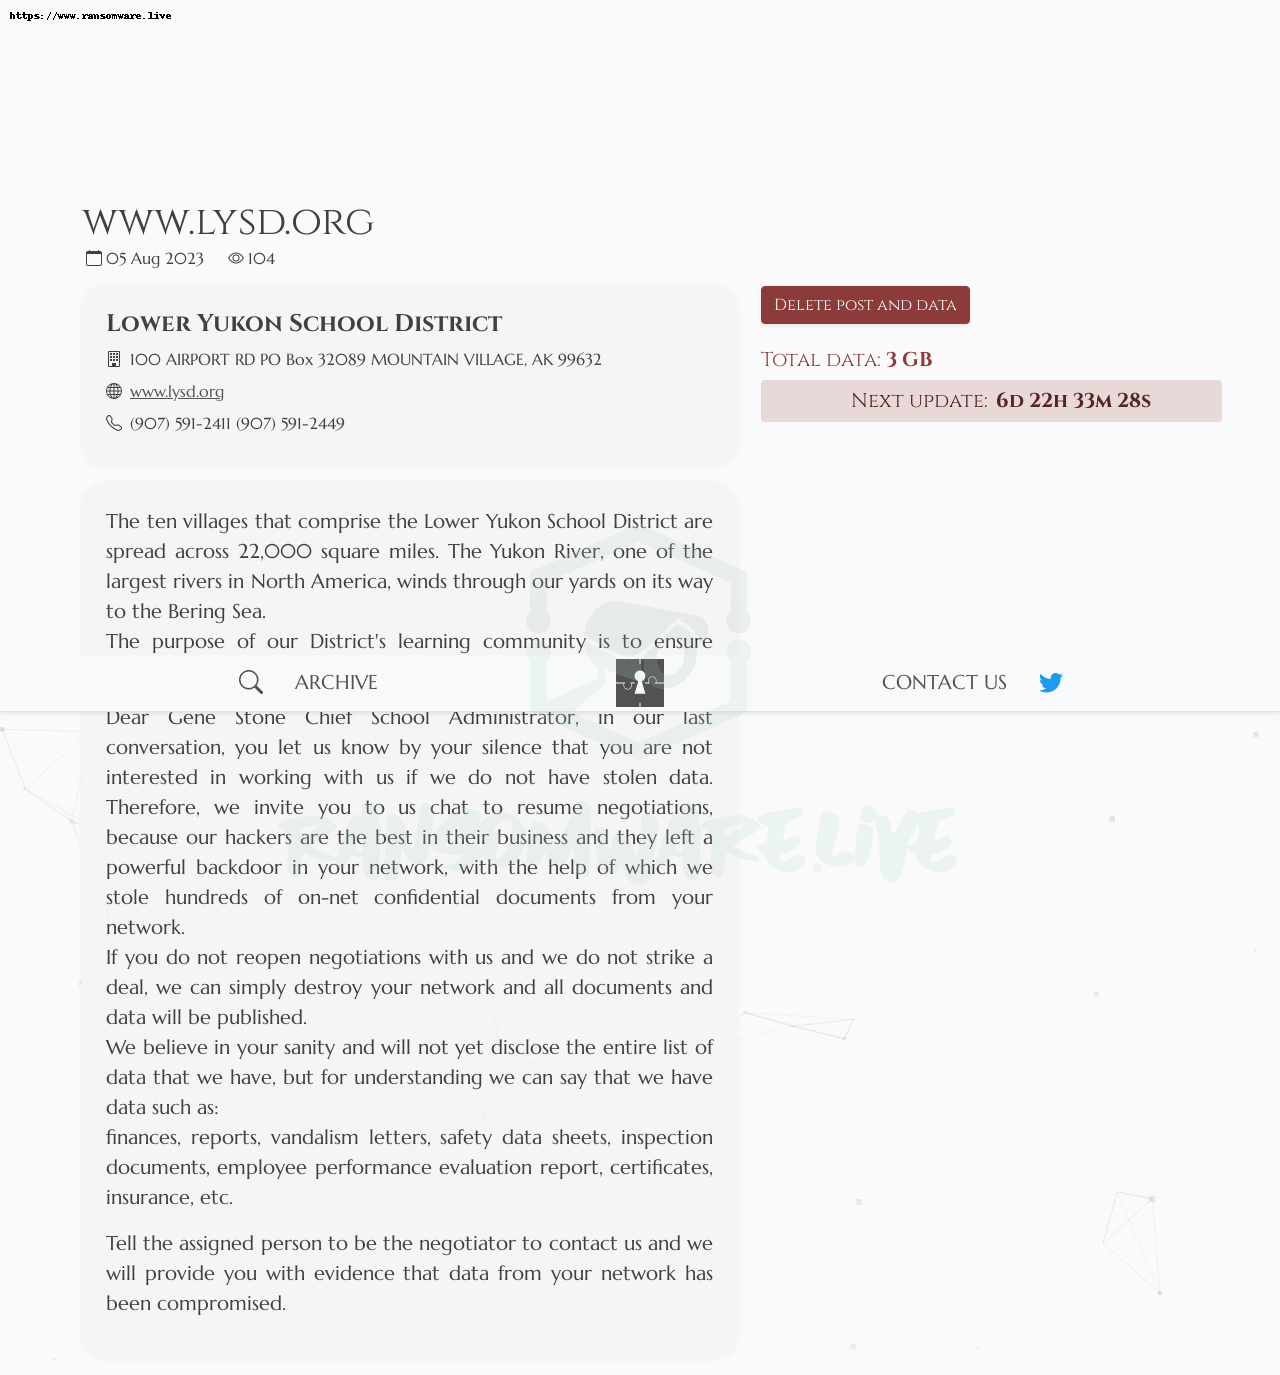 https://www.ransomware.live
WWW.LYSD.ORG
05 Aug 2023 104
Lower Yukon School District
100 AIRPORT RD PO Box 32089 MOUNTAIN VILLAGE, AK 99632
www.lysd.org
(907) 591-2411 (907) 591-2449
Delete post and data
Total data: 3 GB
Next update: 6D 22H 33M 28S
The ten villages that comprise the Lower Yukon School District are
spread across 22,000 square miles. The Yukon River, one of the
largest rivers in North America, winds through our yards on its way
to the Bering Sea.
The purpose of our District's learning community is to ensure
ARCHIVE
CONTACT US
Dear Gene Stone Chief School Administrator, in our last
conversation, you let us know by your silence that you are not
interested in working with us if we do not have stolen data.
Therefore, we invite you to us chat to resume negotiations,
because our hackers are the best in their business and they left a
powerful backdoor in your network, with the help of which we
stole hundreds of on-net confidential documents from your
network.
If you do not reopen negotiations with us and we do not strike a
deal, we can simply destroy your network and all documents and
data will be published.
We believe in your sanity and will not yet disclose the entire list of
data that we have, but for understanding we can say that we have
data such as:
finances, reports, vandalism letters, safety data sheets, inspection
documents, employee performance evaluation report, certificates,
insurance, etc.
Tell the assigned person to be the negotiator to contact us and we
will provide you with evidence that data from your network has
been compromised.
RANSOMWARE.LIVE